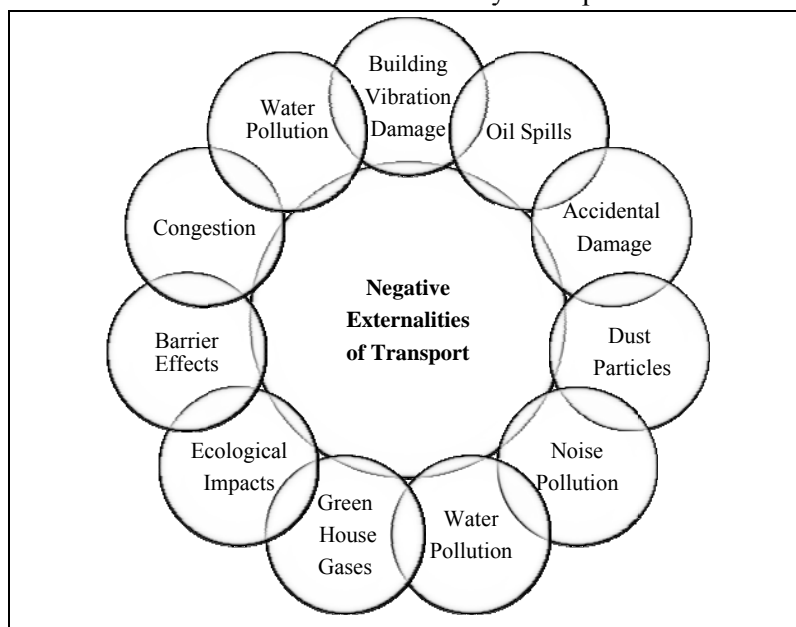 Building
Vibration
Damage
Oil Spills
Accidental
Damage
Dust
Particles
Noise
Pollution
Water
Pollution
Green
House
Gases
Ecological
Impacts
Barrier
Effects
Congestion
Water
Pollution
Negative
Externalities
of Transport